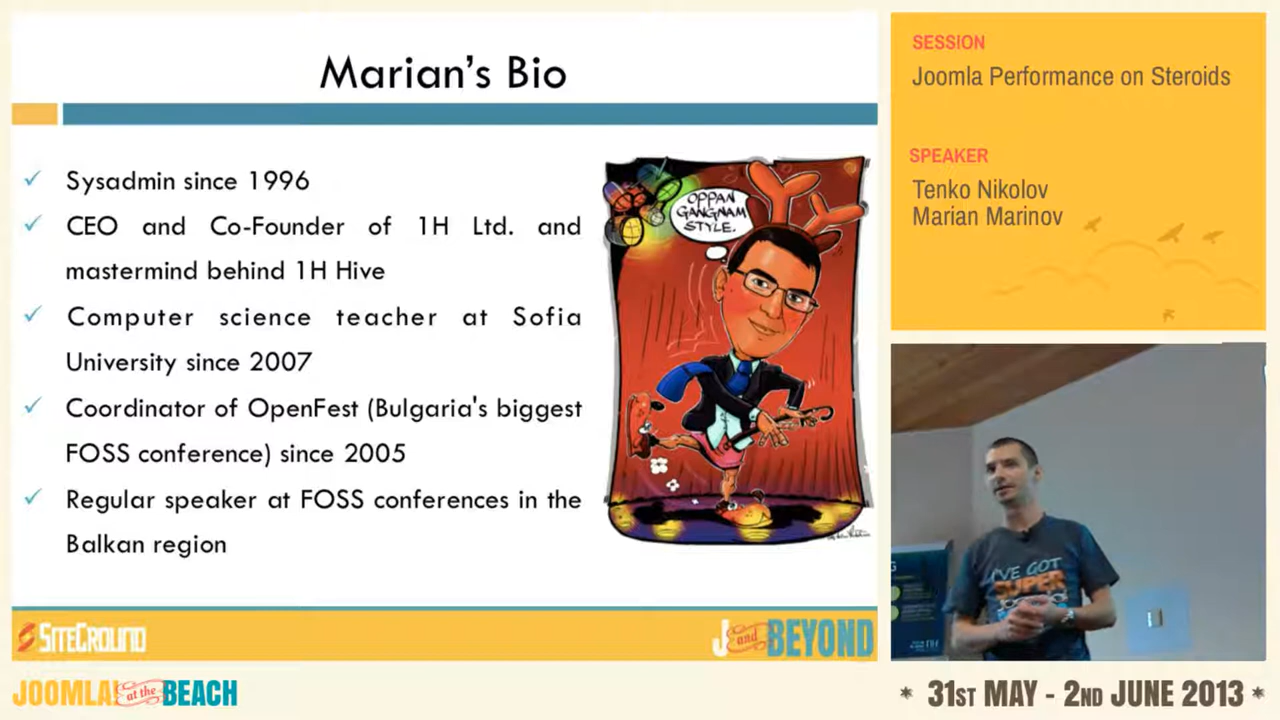 Marian's Bio
Sysadmin since 1996
CEO and Co-Founder of 1H Ltd. and
mastermind behind 1H Hive
Computer science teacher at Sofia
University since 2007
Coordinator of OpenFest (Bulgaria's biggest
FOSS conference) since 2005
Regular speaker at FOSS conferences in the
Balkan region
OPPAN
GANGNAM
STYLE.
SITEGROUND
J and BEYOND
SESSION
Joomla Performance on Steroids
SPEAKER
Tenko Nikolov
Marian Marinov
I'VE GOT
SUPER
JOOMLA! at the BEACH
* 31ST MAY - 2ND JUNE 2013 *